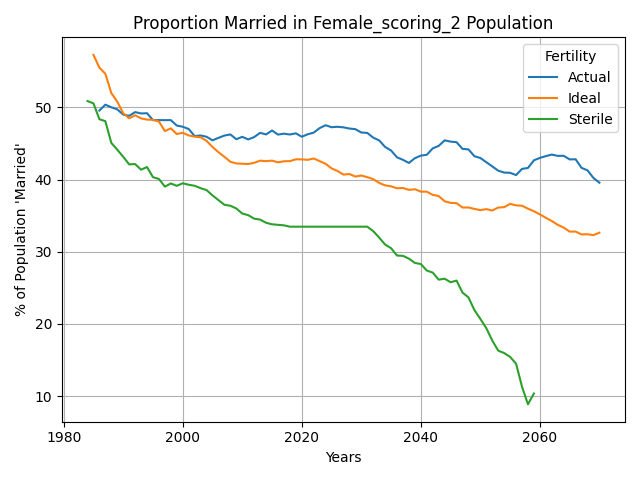 Proportion Married in Female_scoring_2 Population
Fertility
Actual
Ideal
Sterile
% of Population 'Married'
50
40
30
20
10
1980
2000
2020
2040
2060
Years